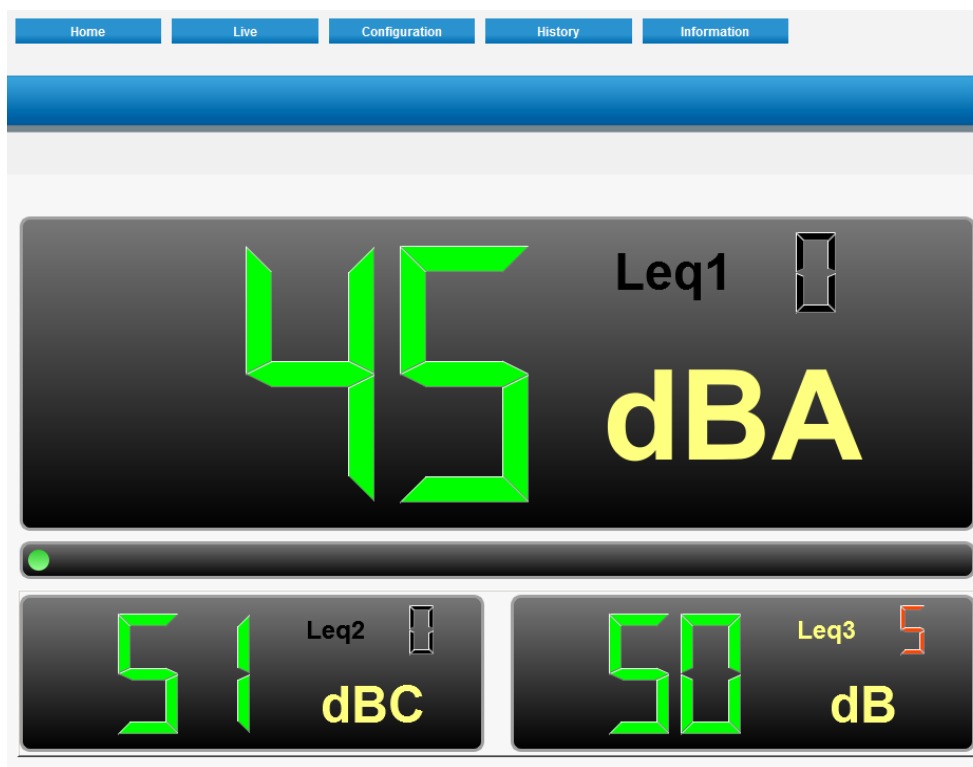 Home Live Configuration History Information
45 Leq1 0
dBA
51 Leq2 0
dBC
50 Leq3 5
dB